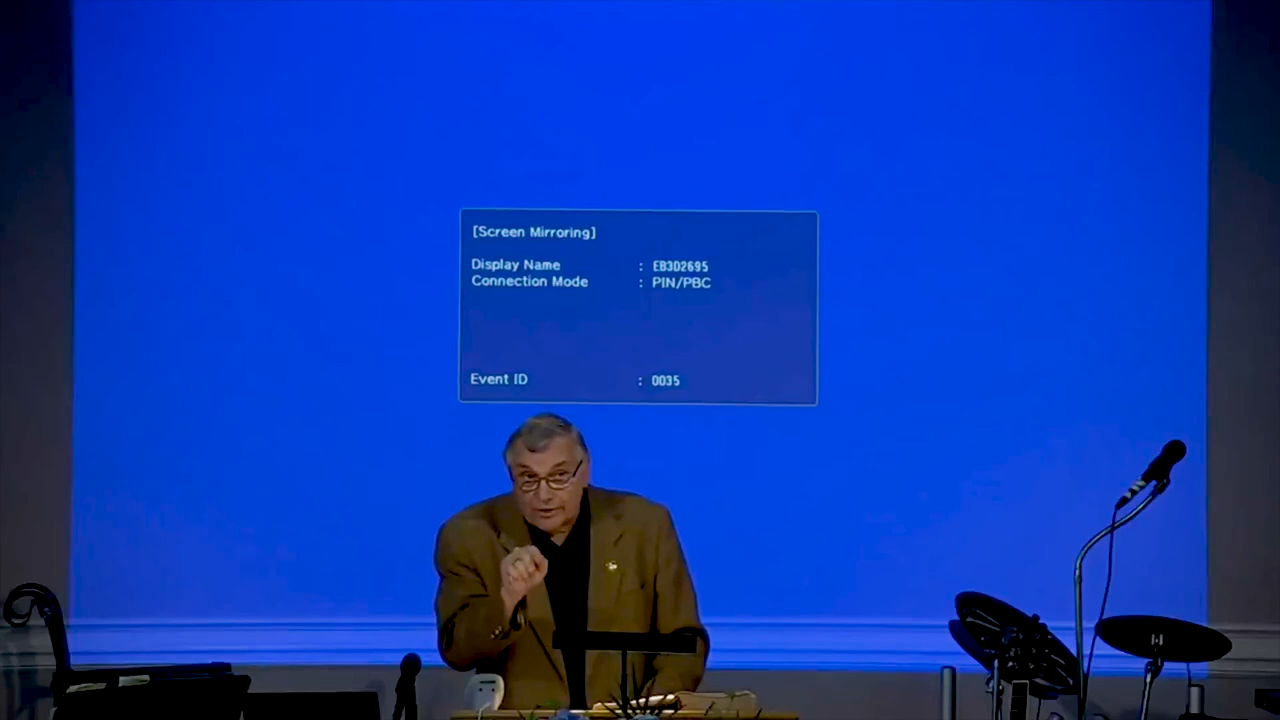 [Screen Mirroring]
Display Name : EB3D2695
Connection Mode : PIN/PBC
Event ID : 0035